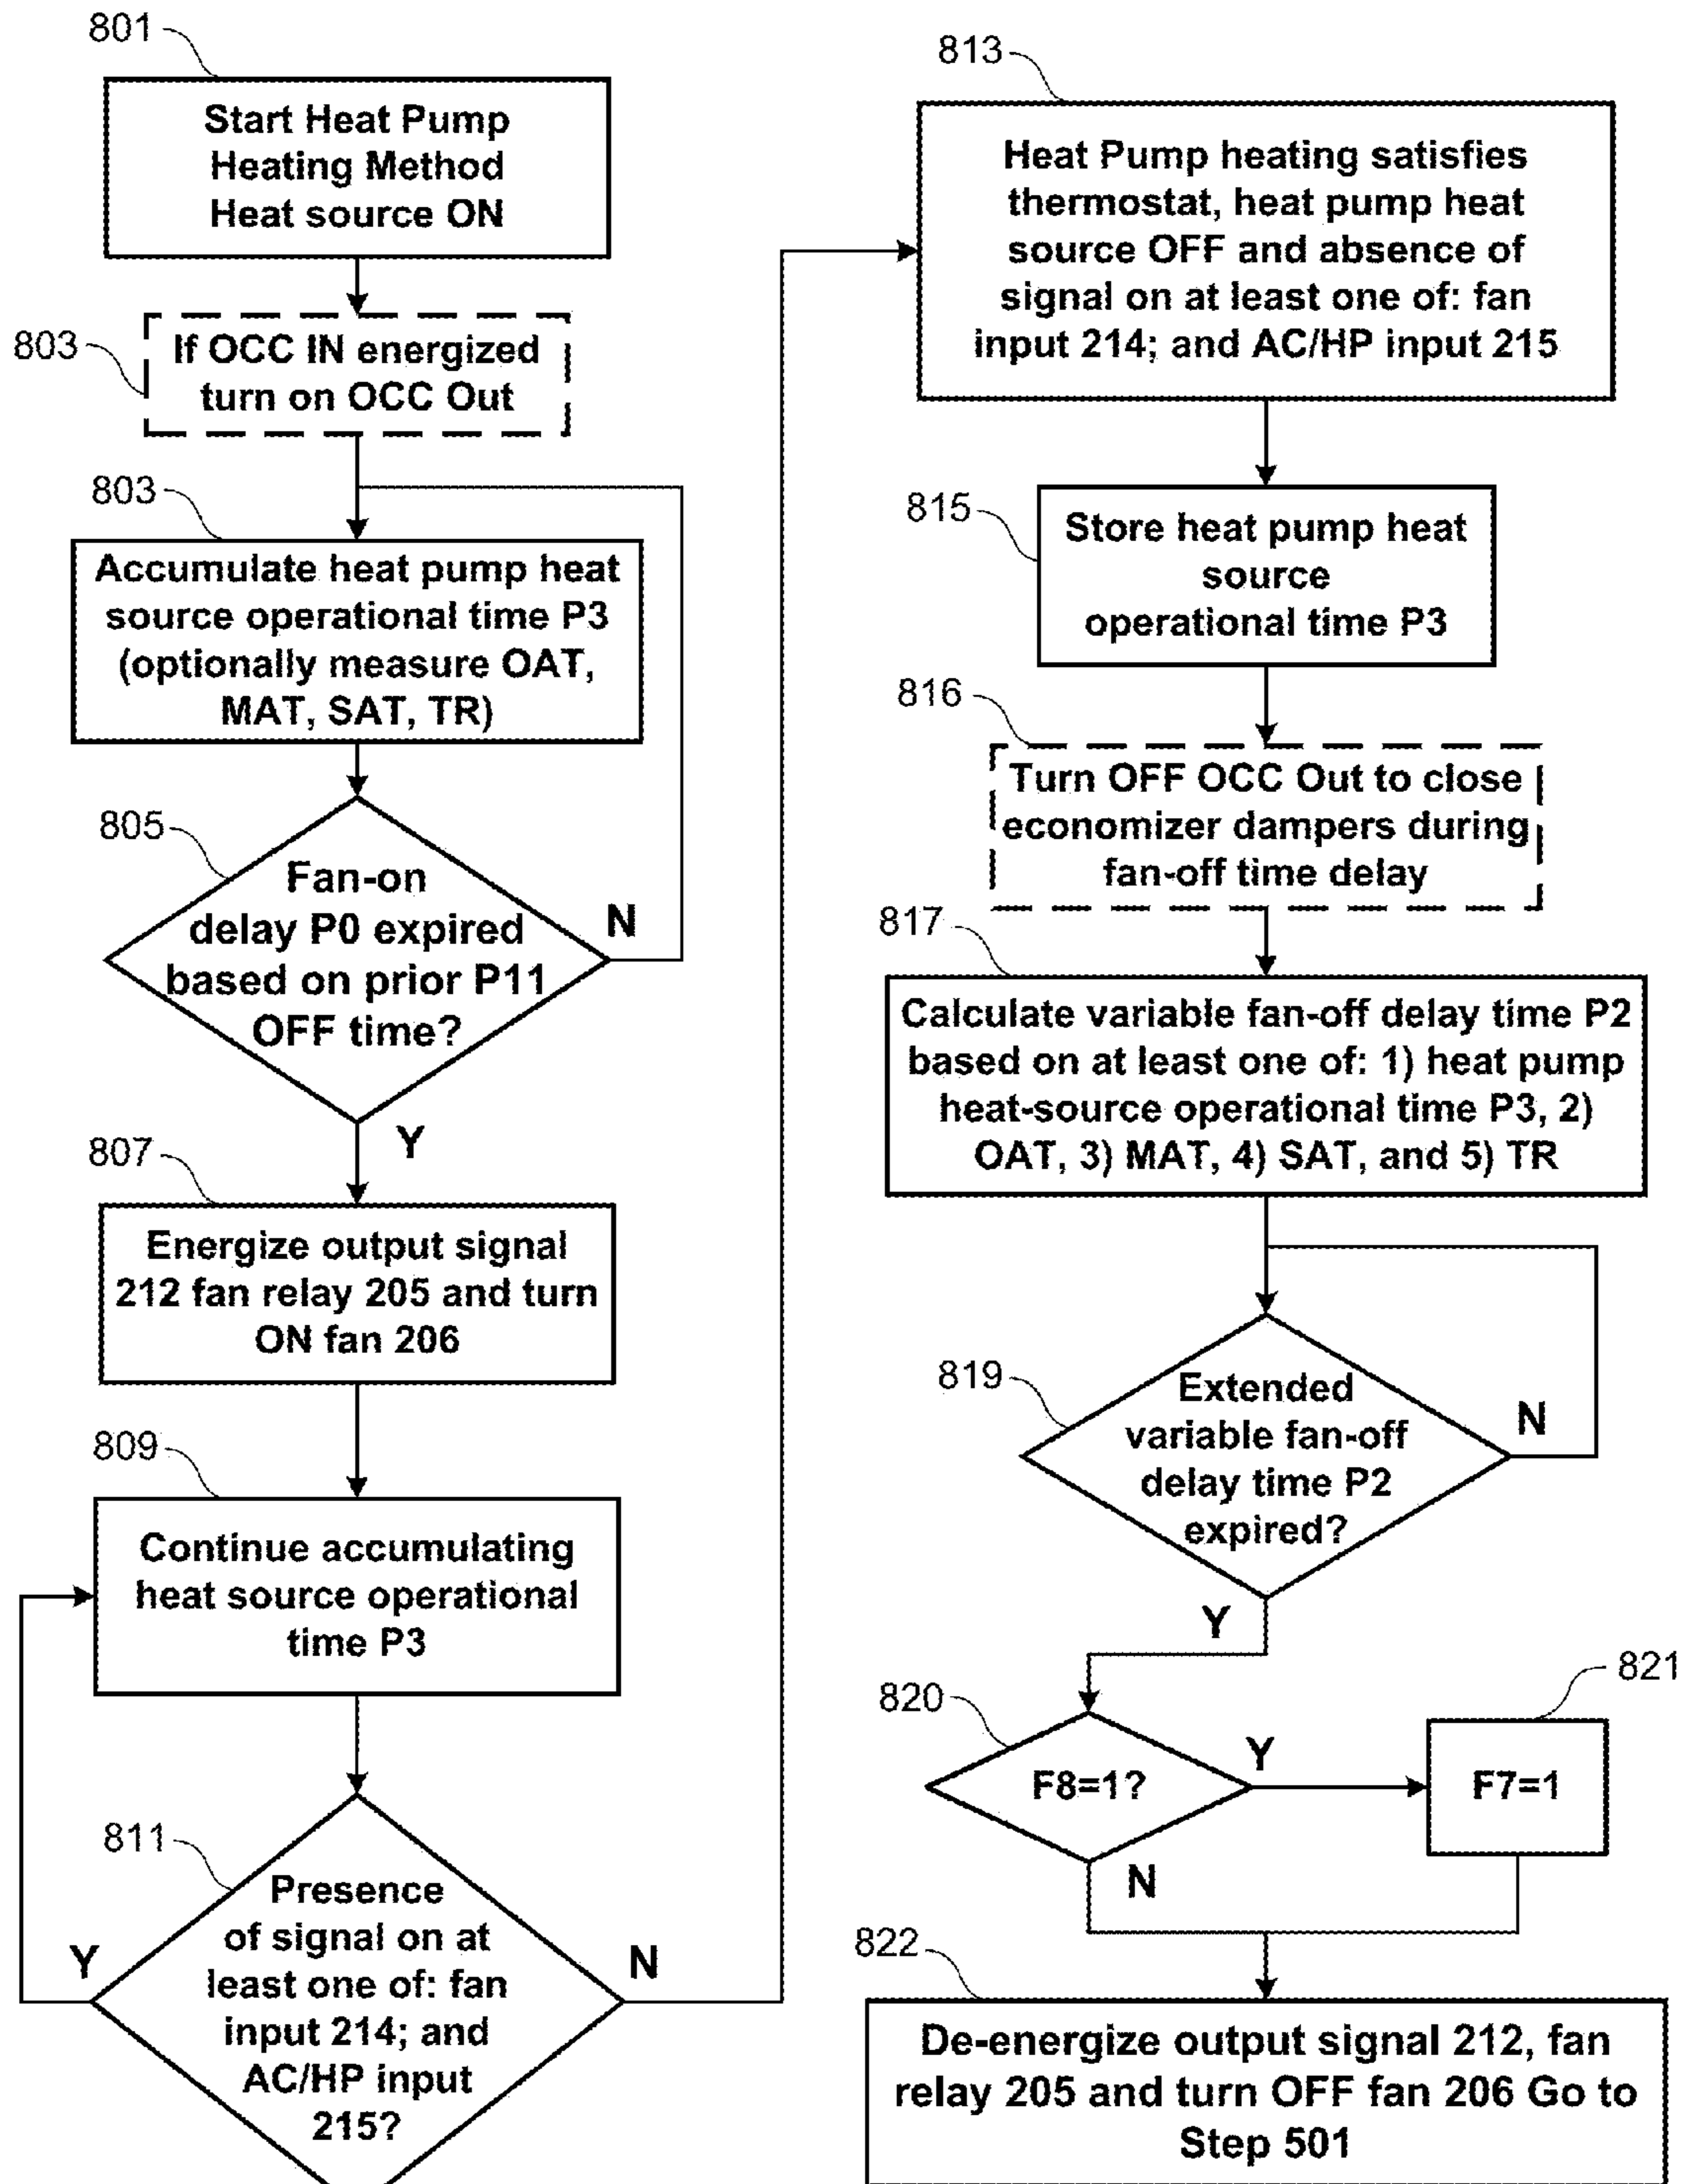 801
Start Heat Pump
Heating Method
Heat source ON
803
If OCC IN energized
turn on OCC Out
803
Accumulate heat pump heat
source operational time P3
(optionally measure OAT,
MAT, SAT, TR)
805
Fan-on
delay P0 expired
based on prior P11
OFF time?
N
Y
807
Energize output signal
212 fan relay 205 and turn
ON fan 206
809
Continue accumulating
heat source operational
time P3
811
Presence
of signal on at
least one of: fan
input 214; and
AC/HP input
215?
Y
N
813
Heat Pump heating satisfies
thermostat, heat pump heat
source OFF and absence of
signal on at least one of: fan
input 214; and AC/HP input 215
815
Store heat pump heat
source
operational time P3
816
Turn OFF OCC Out to close
economizer dampers during
fan-off time delay
817
Calculate variable fan-off delay time P2
based on at least one of: 1) heat pump
heat-source operational time P3, 2)
OAT, 3) MAT, 4) SAT, and 5) TR
819
Extended
variable fan-off
delay time P2
expired?
N
Y
820
F8=1?
Y
N
821
F7=1
822
De-energize output signal 212, fan
relay 205 and turn OFF fan 206 Go to
Step 501